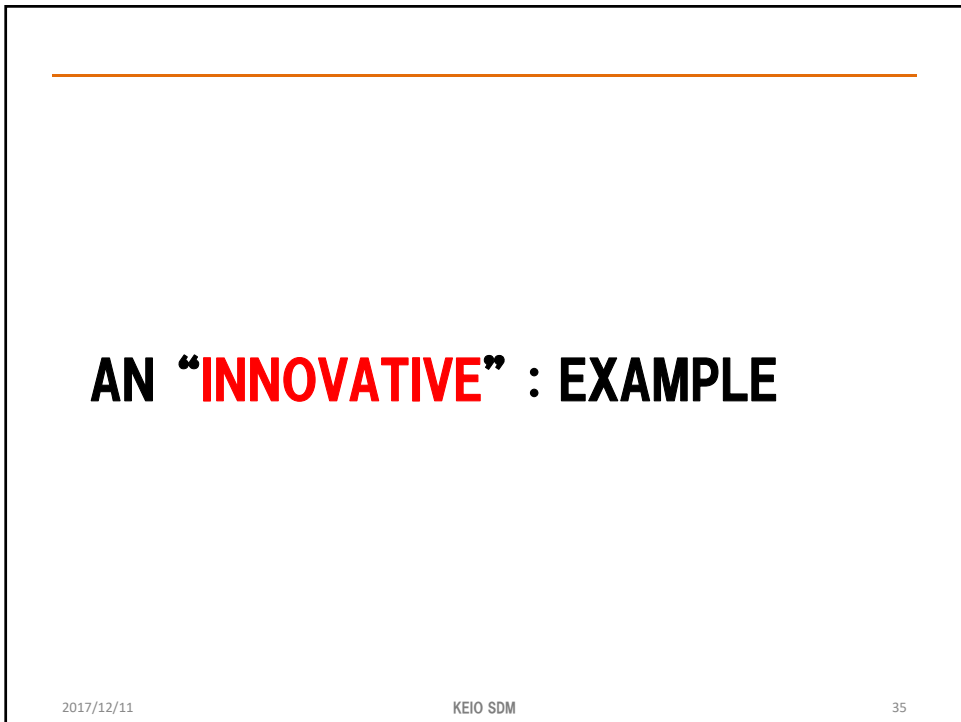 AN “INNOVATIVE” : EXAMPLE
2017/12/11 KEIO SDM 35